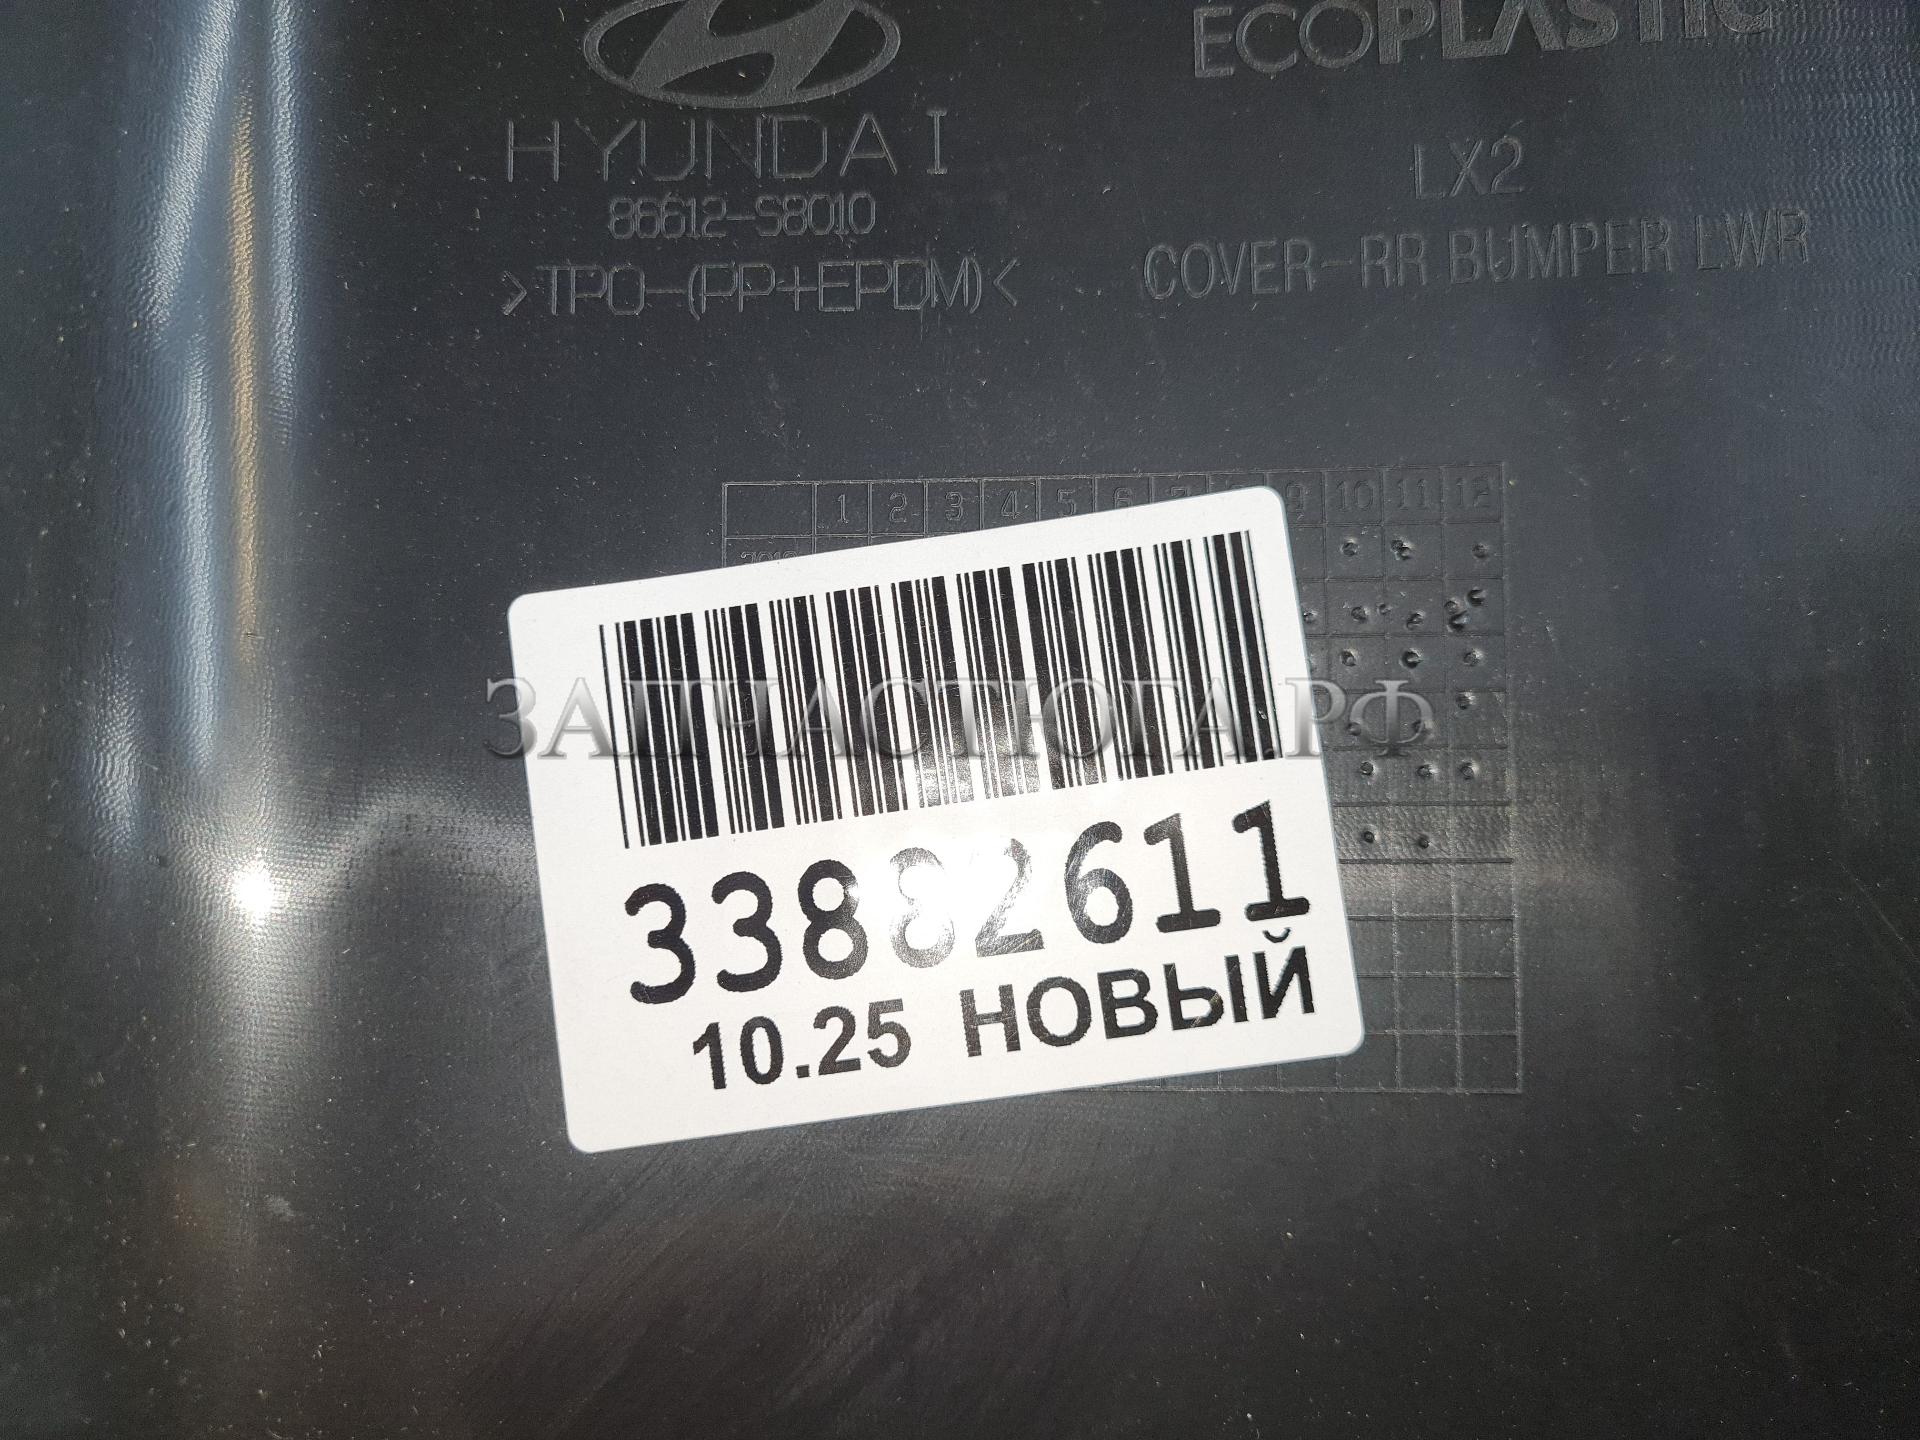 ECOPLASTIC
HYUNDAI
86612-S8010
>TPO-(PP+EPDM)<
LX2
COVER-RR BUMPER LWR
1 2 3 4 5 6 7 8 9 10 11 12
ЗАПЧАСТЮГА.РФ
33882611
10.25 НОВЫЙ